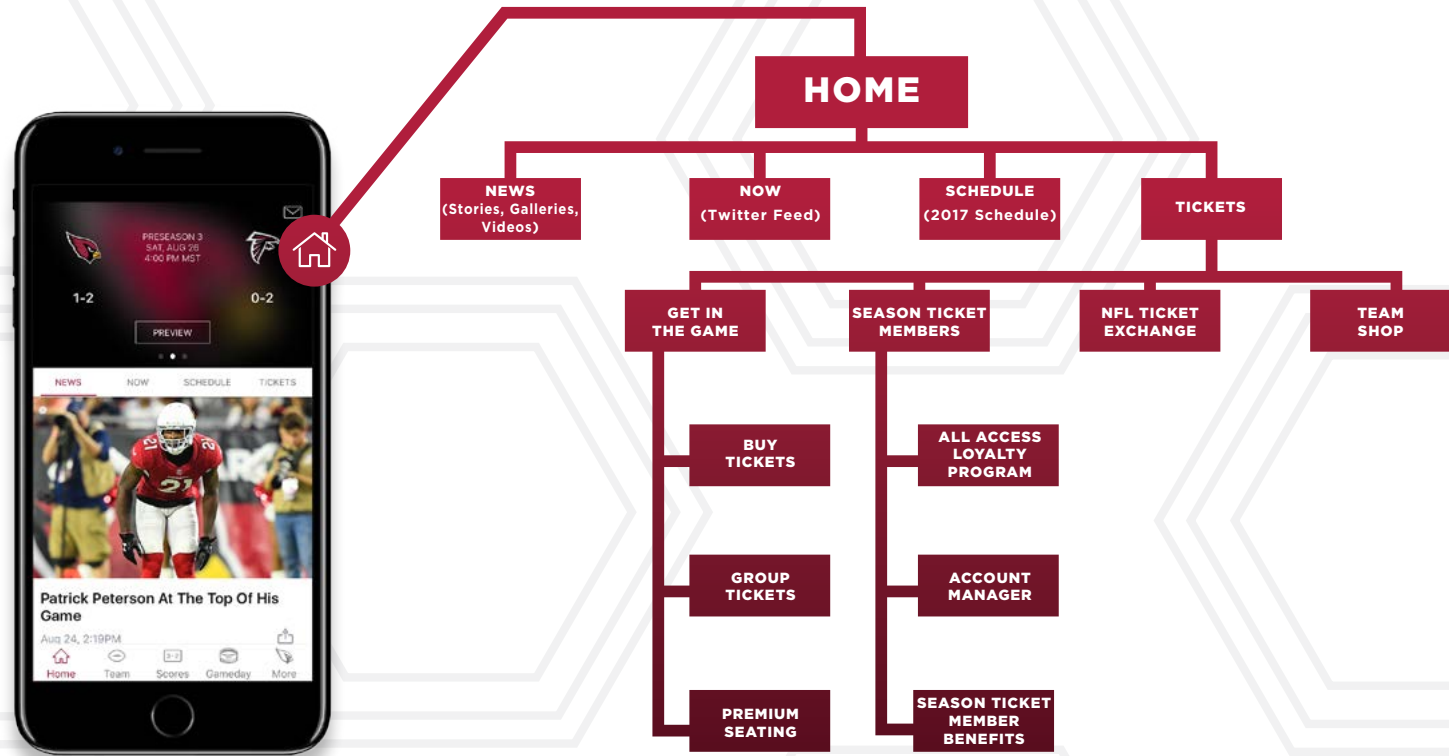 HOME
NEWS
(Stories, Galleries,
Videos)
NOW
(Twitter Feed)
SCHEDULE
(2017 Schedule)
TICKETS
GET IN
THE GAME
SEASON TICKET
MEMBERS
NFL TICKET
EXCHANGE
TEAM
SHOP
BUY
TICKETS
ALL ACCESS
LOYALTY
PROGRAM
GROUP
TICKETS
ACCOUNT
MANAGER
PREMIUM
SEATING
SEASON TICKET
MEMBER
BENEFITS
PRESEASON 3
SAT, AUG 26
4:00 PM MST
1-2
0-2
PREVIEW
NEWS NOW SCHEDULE TICKETS
21
21
Patrick Peterson At The Top Of His
Game
Aug 24, 2:19PM
Home Team Scores Gameday More